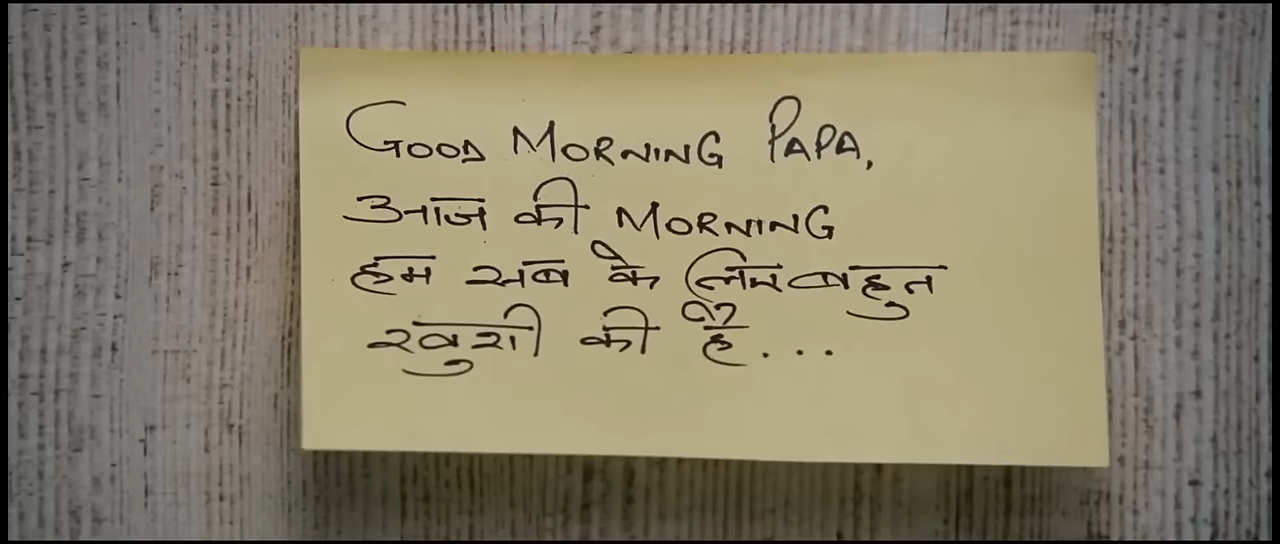 GOOD MORNING PAPA,
आज की MORNING
हम सब के लिए बहुत
खुशी की है...